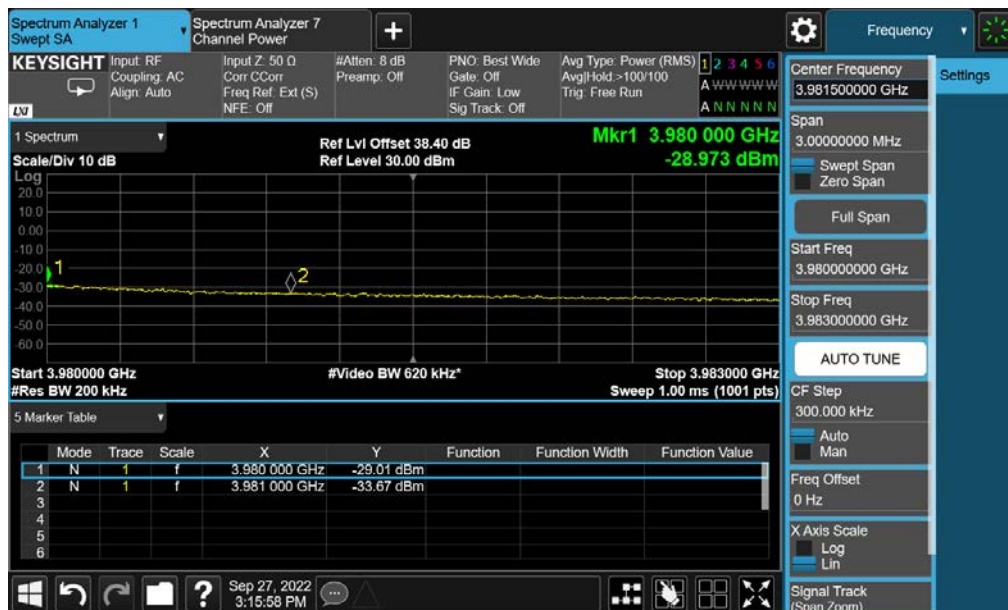 Spectrum Analyzer 1
Swept SA
Spectrum Analyzer 7
Channel Power
+
Frequency
KEYSIGHT
LXI
Input: RF
Coupling: AC
Align: Auto
Input Z: 50 Ω
Corr CCorr
Freq Ref: Ext (S)
NFE: Off
#Atten: 8 dB
Preamp: Off
PNO: Best Wide
Gate: Off
IF Gain: Low
Sig Track: Off
Avg Type: Power (RMS)
Avg|Hold:>100/100
Trig: Free Run
1 2 3 4 5 6
A W W W W W
A N N N N N
1 Spectrum
Scale/Div 10 dB
Log
Ref Lvl Offset 38.40 dB
Ref Level 30.00 dBm
Mkr1 3.980 000 GHz
-28.973 dBm
20.0
10.0
0.00
-10.0
-20.0
-30.0
-40.0
-50.0
-60.0
1
2
Start 3.980000 GHz
#Res BW 200 kHz
#Video BW 620 kHz*
Stop 3.983000 GHz
Sweep 1.00 ms (1001 pts)
5 Marker Table
Mode Trace Scale X Y Function Function Width Function Value
1 N 1 f 3.980 000 GHz -29.01 dBm
2 N 1 f 3.981 000 GHz -33.67 dBm
3
4
5
6
Center Frequency
3.981500000 GHz
Span
3.00000000 MHz
Swept Span
Zero Span
Full Span
Start Freq
3.980000000 GHz
Stop Freq
3.983000000 GHz
AUTO TUNE
CF Step
300.000 kHz
Auto
Man
Freq Offset
0 Hz
X Axis Scale
Log
Lin
Signal Track
(Span Zoom)
Settings
?
Sep 27, 2022
3:15:58 PM